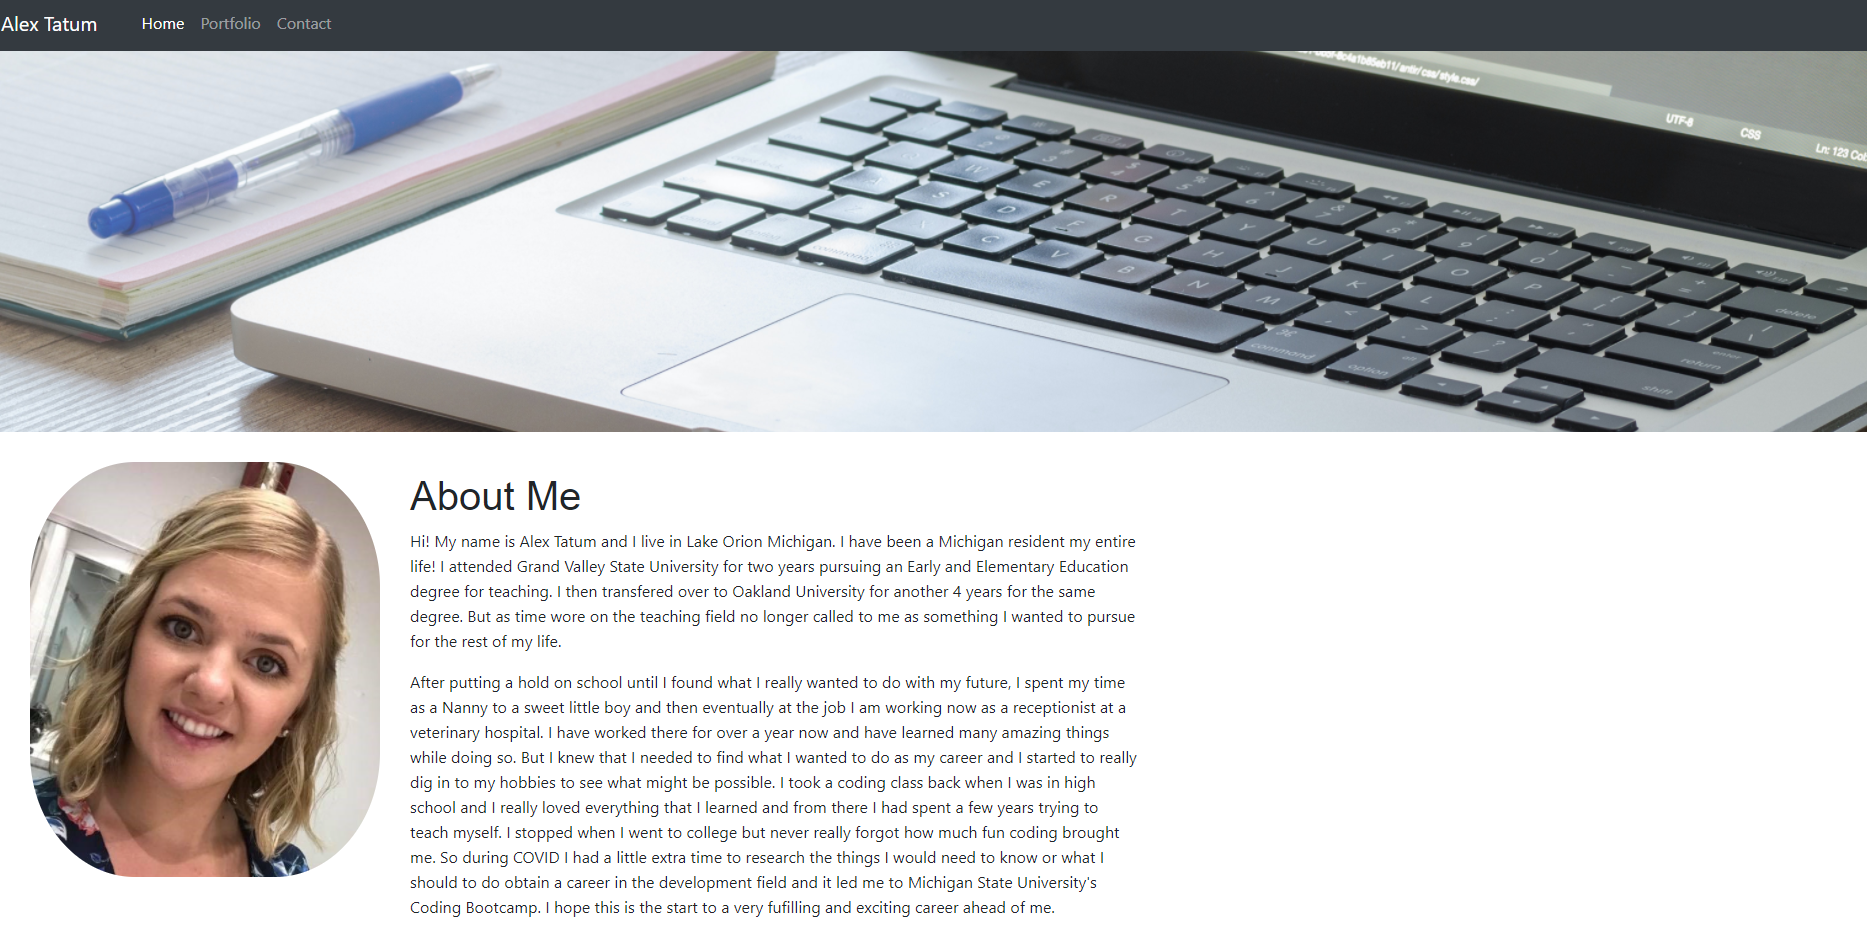 Alex Tatum Home Portfolio Contact
8c4a1b85eb11/antir/css/style.css/
UTF-8 CSS Ln: 123 Col
delete
enter
return
command
command option
shift
About Me
Hi! My name is Alex Tatum and I live in Lake Orion Michigan. I have been a Michigan resident my entire
life! I attended Grand Valley State University for two years pursuing an Early and Elementary Education
degree for teaching. I then transfered over to Oakland University for another 4 years for the same
degree. But as time wore on the teaching field no longer called to me as something I wanted to pursue
for the rest of my life.
After putting a hold on school until I found what I really wanted to do with my future, I spent my time
as a Nanny to a sweet little boy and then eventually at the job I am working now as a receptionist at a
veterinary hospital. I have worked there for over a year now and have learned many amazing things
while doing so. But I knew that I needed to find what I wanted to do as my career and I started to really
dig in to my hobbies to see what might be possible. I took a coding class back when I was in high
school and I really loved everything that I learned and from there I had spent a few years trying to
teach myself. I stopped when I went to college but never really forgot how much fun coding brought
me. So during COVID I had a little extra time to research the things I would need to know or what I
should to do obtain a career in the development field and it led me to Michigan State University's
Coding Bootcamp. I hope this is the start to a very fufilling and exciting career ahead of me.